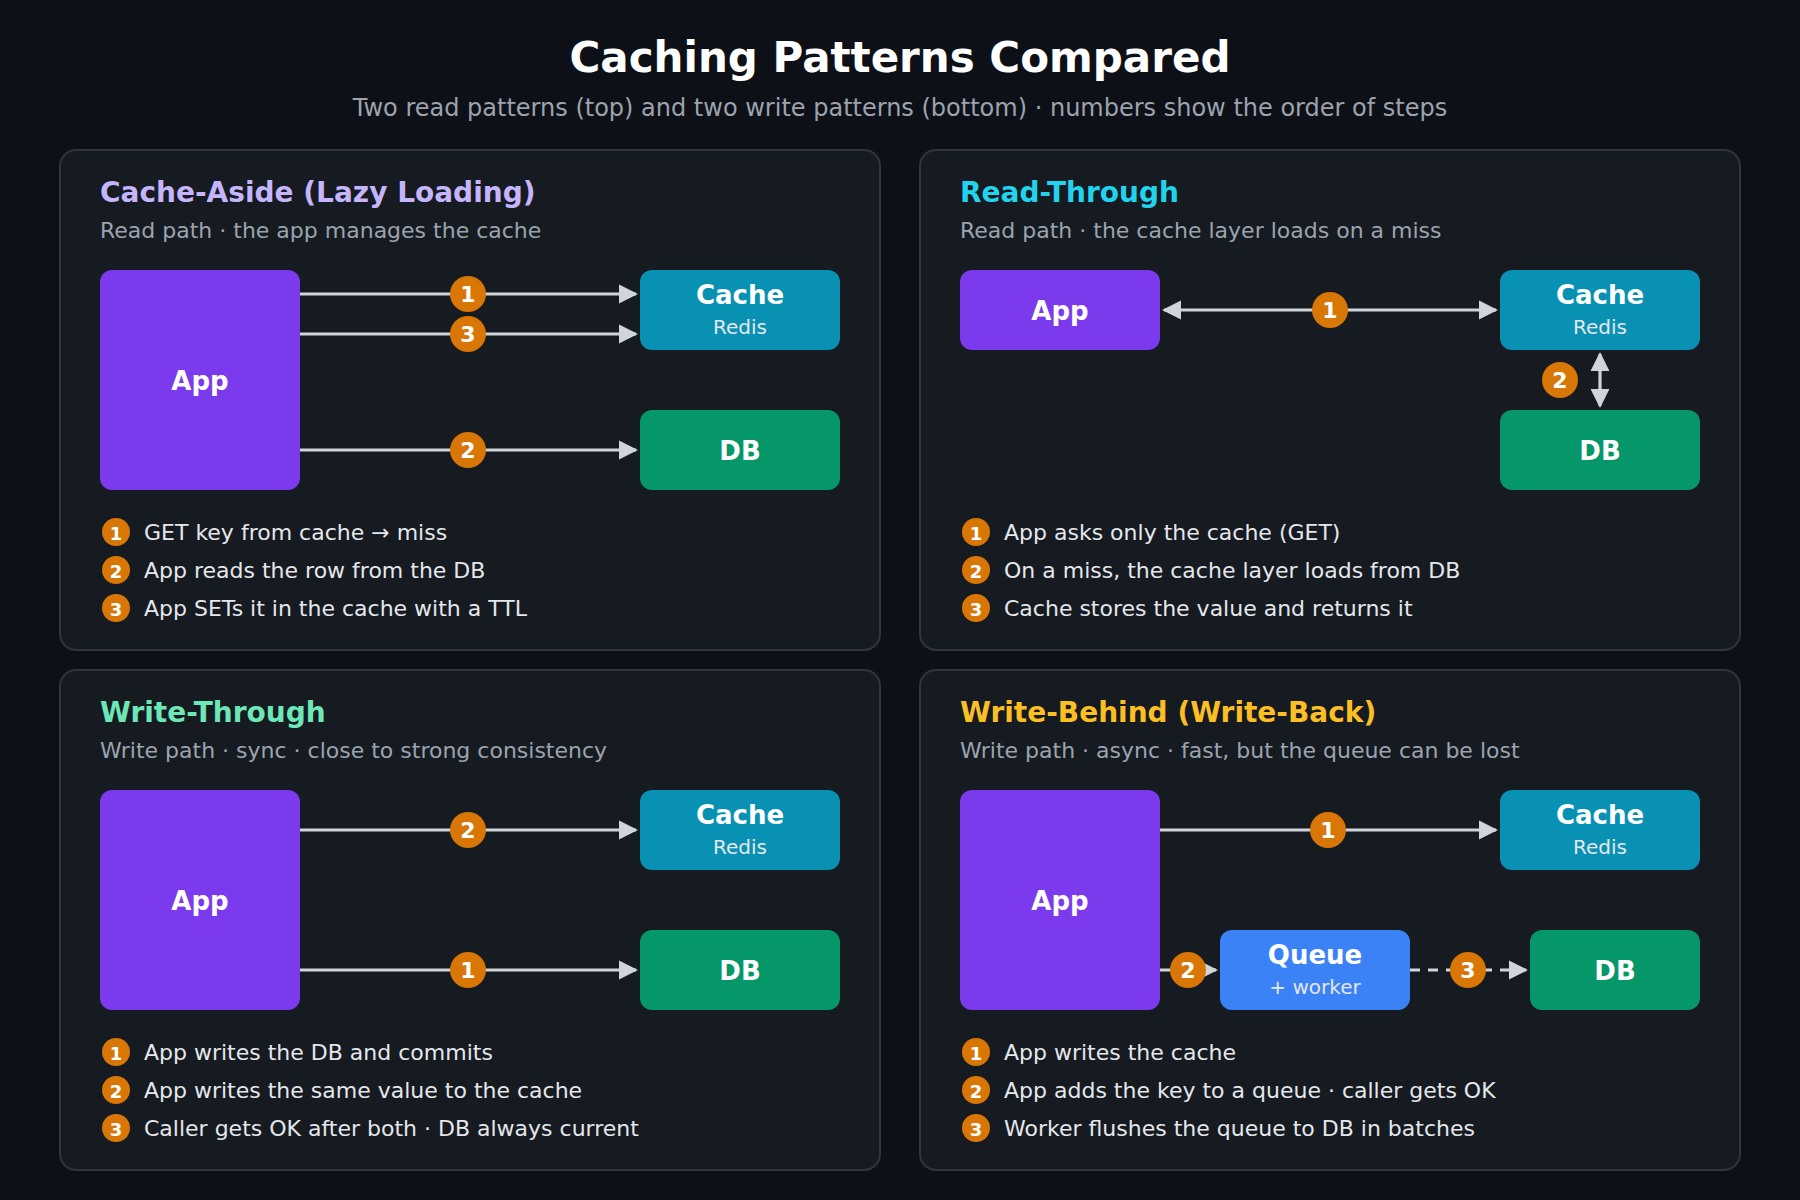 Caching Patterns Compared
Two read patterns (top) and two write patterns (bottom) · numbers show the order of steps
Cache-Aside (Lazy Loading)
Read path · the app manages the cache
App
1
3
2
Cache
Redis
DB
1 GET key from cache → miss
2 App reads the row from the DB
3 App SETs it in the cache with a TTL
Read-Through
Read path · the cache layer loads on a miss
App
1
Cache
Redis
2
DB
1 App asks only the cache (GET)
2 On a miss, the cache layer loads from DB
3 Cache stores the value and returns it
Write-Through
Write path · sync · close to strong consistency
App
2
Cache
Redis
1
DB
1 App writes the DB and commits
2 App writes the same value to the cache
3 Caller gets OK after both · DB always current
Write-Behind (Write-Back)
Write path · async · fast, but the queue can be lost
App
1
Cache
Redis
2
Queue
+ worker
3
DB
1 App writes the cache
2 App adds the key to a queue · caller gets OK
3 Worker flushes the queue to DB in batches